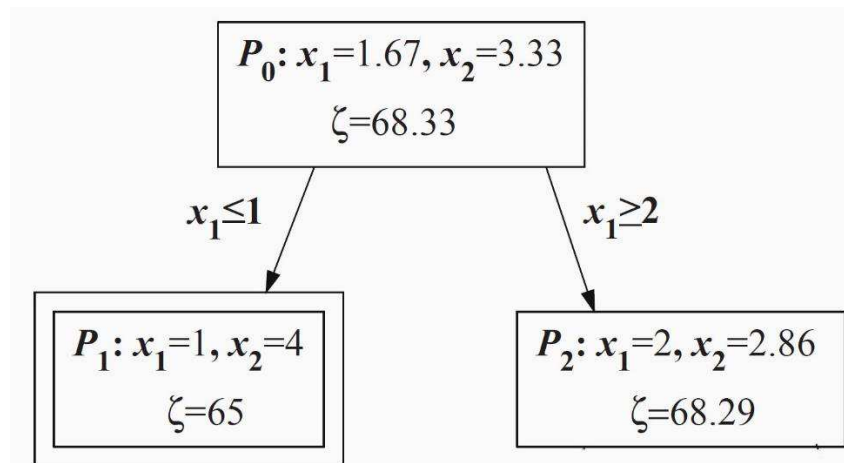 P₀: x₁=1.67, x₂=3.33
ζ=68.33
x₁≤1
x₁≥2
P₁: x₁=1, x₂=4
ζ=65
P₂: x₁=2, x₂=2.86
ζ=68.29